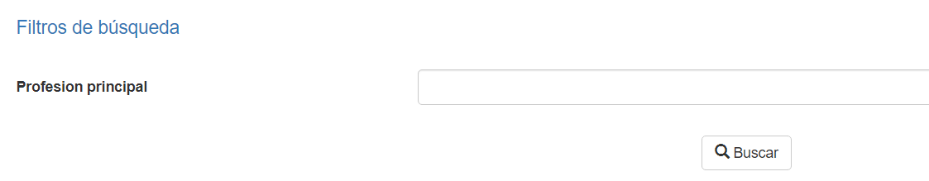 Filtros de búsqueda
Profesion principal
Buscar